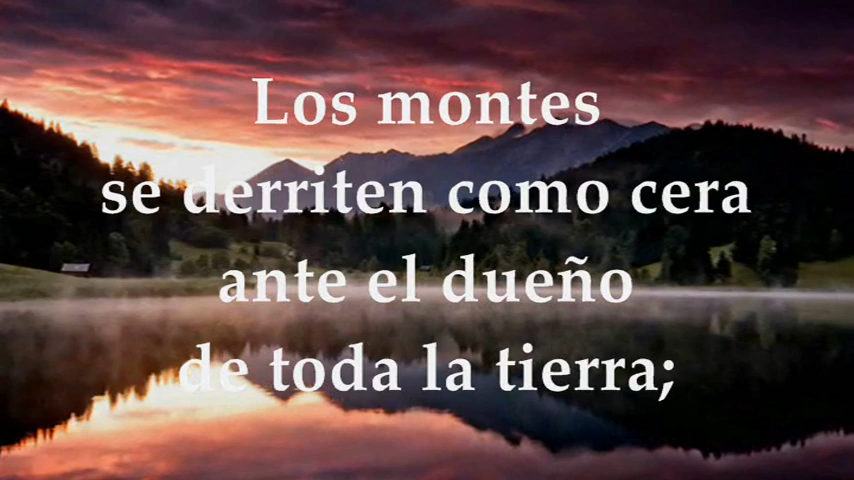 Los montes
se derriten como cera
ante el dueño
de toda la tierra;